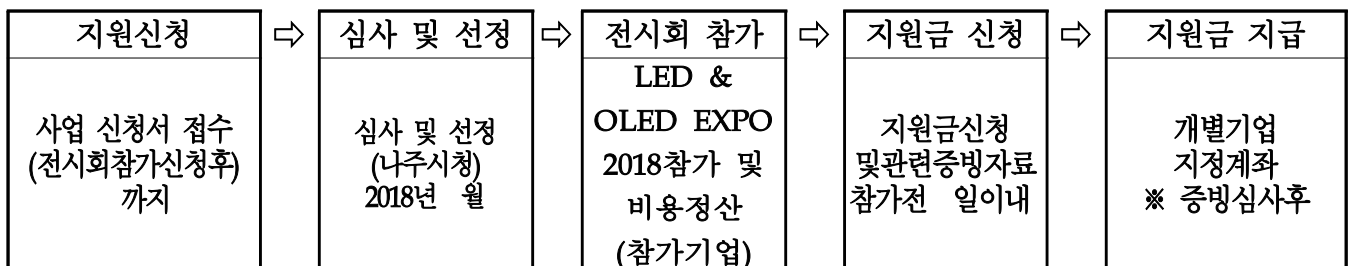 지원신청
⇨
심사 및 선정
⇨
전시회 참가
⇨
지원금 신청
⇨
지원금 지급
사업 신청서 접수
(전시회참가신청후)
까지
심사 및 선정
(나주시청)
2018년 월
LED &
OLED EXPO
2018참가 및
비용정산
(참가기업)
지원금신청
및관련증빙자료
참가전 일이내
개별기업
지정계좌
※ 증빙심사후